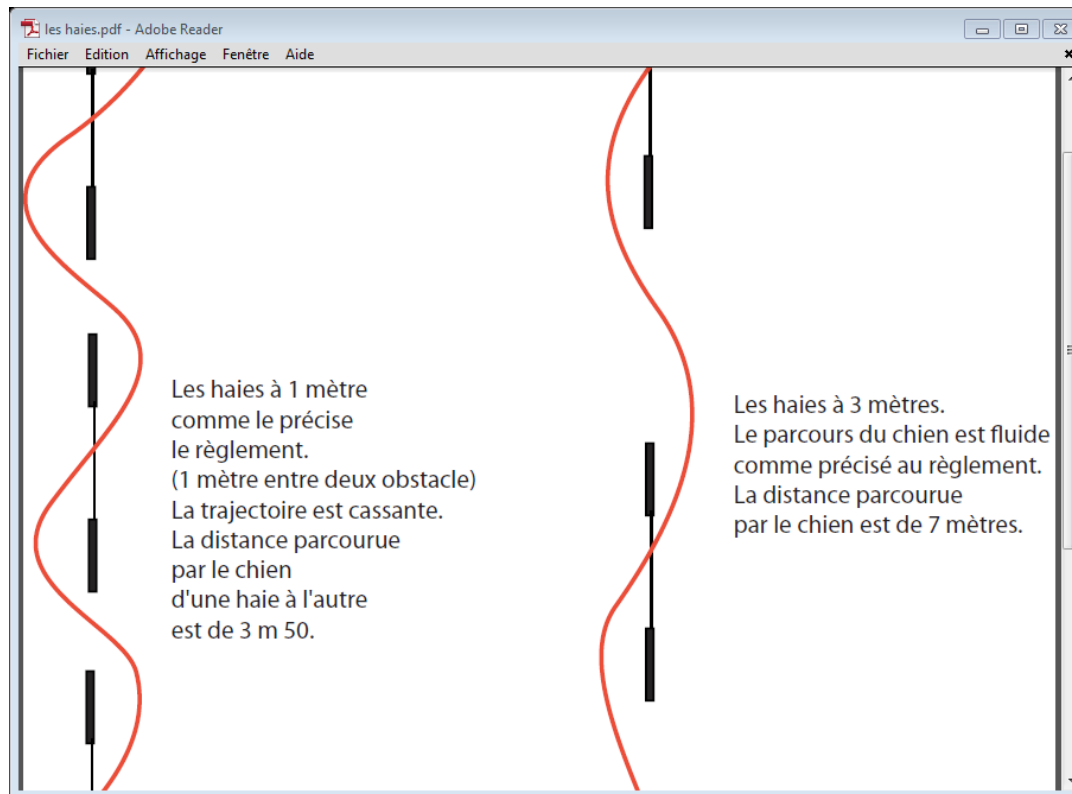 les haies.pdf - Adobe Reader
Fichier Edition Affichage Fenêtre Aide
Les haies à 1 mètre
comme le précise
le règlement.
(1 mètre entre deux obstacle)
La trajectoire est cassante.
La distance parcourue
par le chien
d'une haie à l'autre
est de 3 m 50.
Les haies à 3 mètres.
Le parcours du chien est fluide
comme précisé au règlement.
La distance parcourue
par le chien est de 7 mètres.